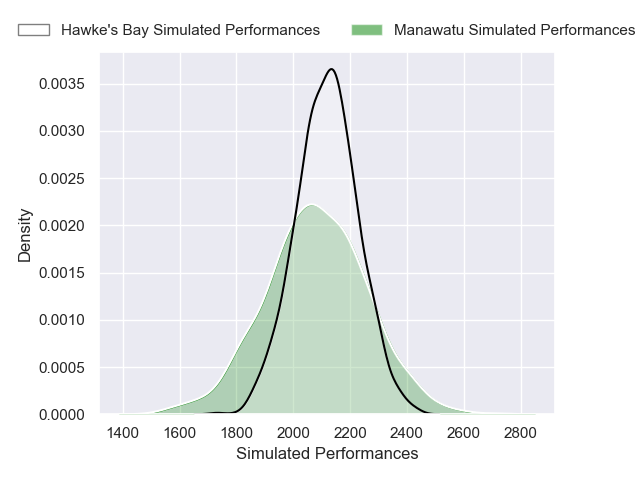 Hawke's Bay Simulated Performances
Manawatu Simulated Performances
0.0035
0.0030
0.0025
0.0020
0.0015
0.0010
0.0005
0.0000
Density
1400 1600 1800 2000 2200 2400 2600 2800
Simulated Performances